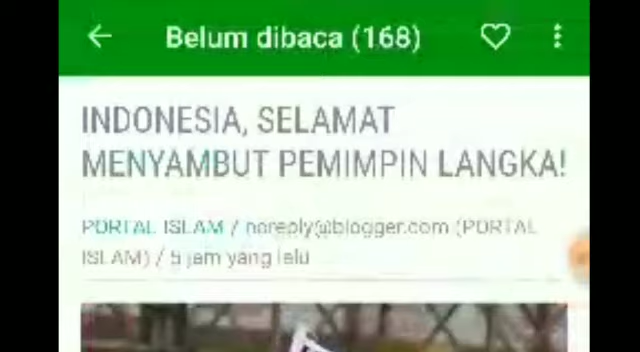 Belum dibaca (168)
INDONESIA, SELAMAT
MENYAMBUT PEMIMPIN LANGKA!
PORTAL ISLAM / noreply@blogger.com (PORTAL
ISLAM) / 5 jam yang lalu